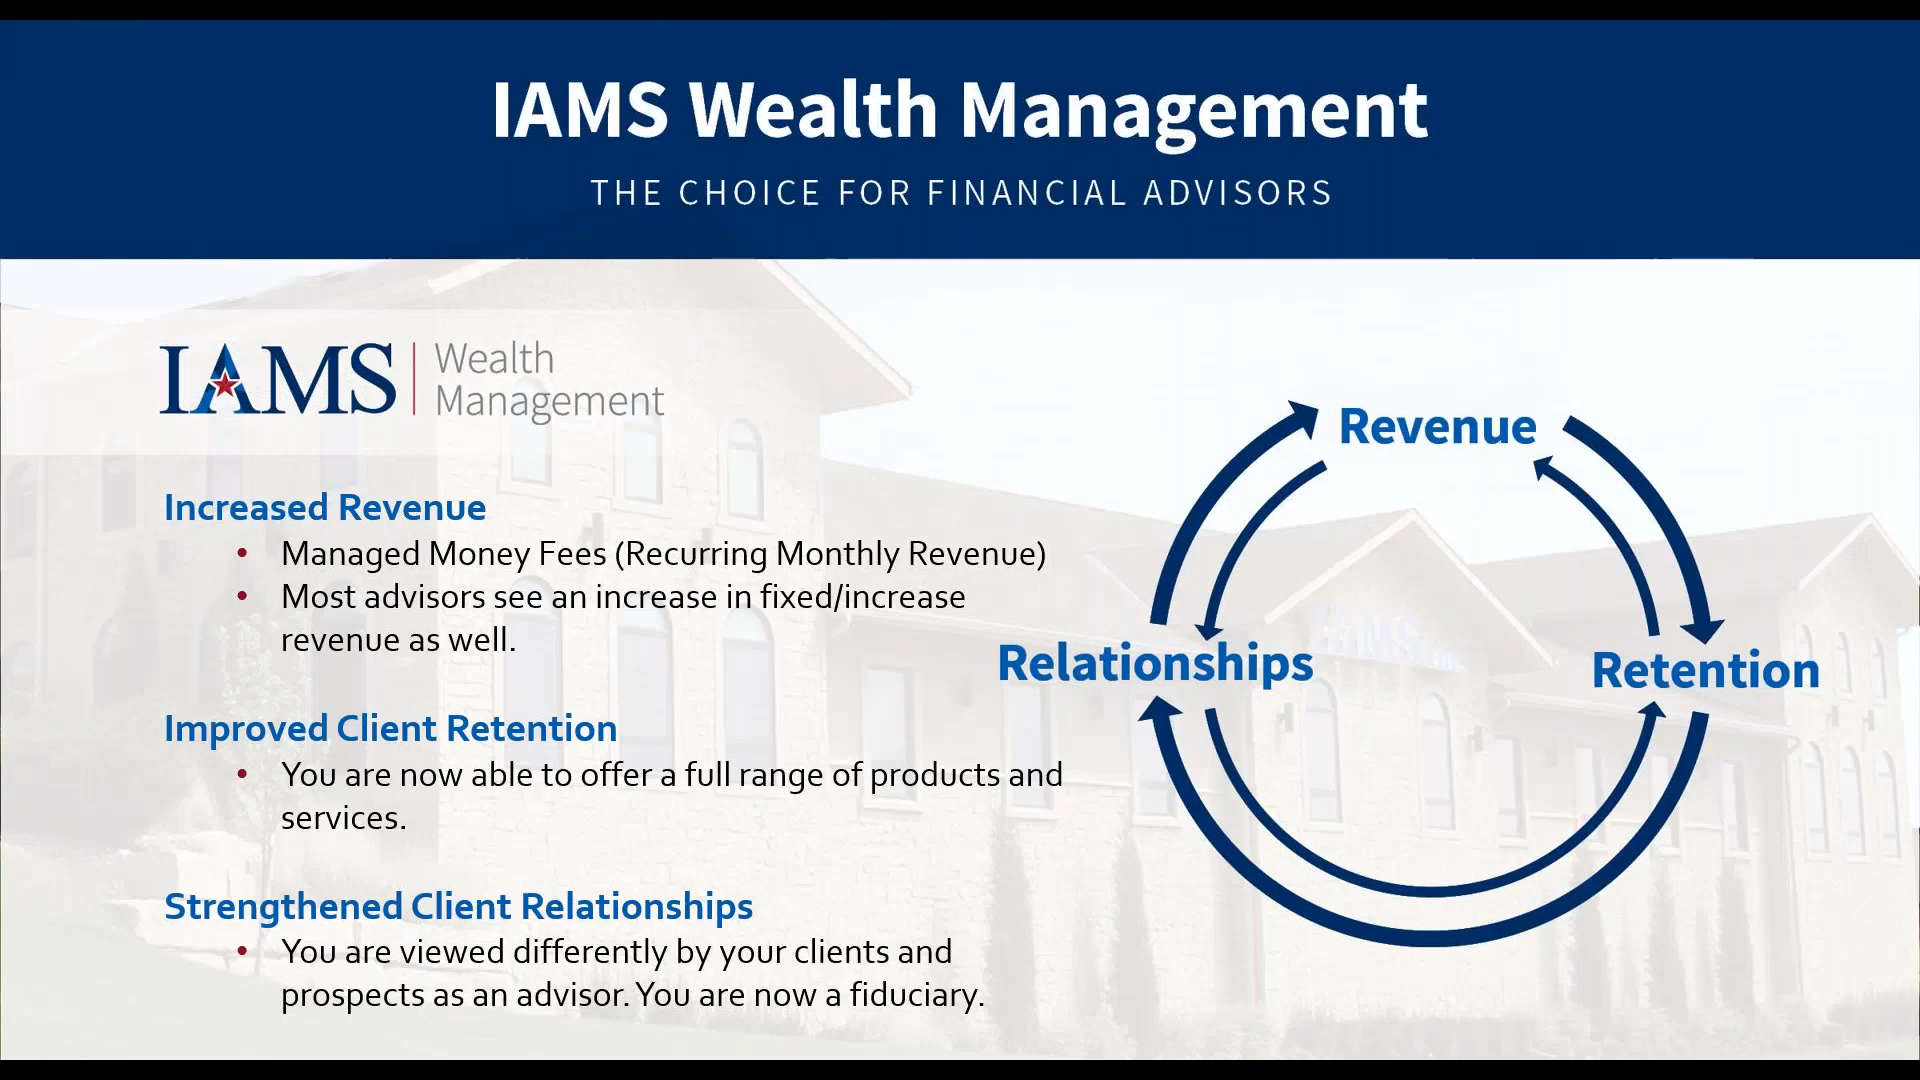 IAMS Wealth Management
THE CHOICE FOR FINANCIAL ADVISORS
IAMS
Wealth
Management
Increased Revenue
• Managed Money Fees (Recurring Monthly Revenue)
• Most advisors see an increase in fixed/increase
revenue as well.
Improved Client Retention
• You are now able to offer a full range of products and
services.
Strengthened Client Relationships
• You are viewed differently by your clients and
prospects as an advisor. You are now a fiduciary.
Revenue
Relationships
Retention
IAMS